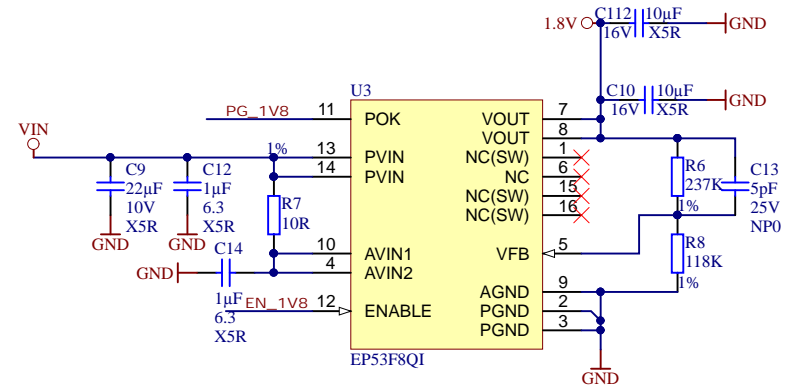 C112
10µF
1.8V
16V
X5R
GND
C10
10µF
16V
X5R
GND
U3
PG_1V8
11
POK
VOUT
7
VOUT
8
VIN
1%
13
PVIN
14
PVIN
NC(SW)
1
NC
6
NC(SW)
15
NC(SW)
16
C9
22µF
10V
X5R
GND
C12
1µF
6.3
X5R
GND
R7
10R
R6
237K
1%
C13
5pF
25V
NP0
C14
GND
1µF
6.3
X5R
10
AVIN1
4
AVIN2
VFB
5
R8
118K
1%
EN_1V8
12
ENABLE
AGND
9
PGND
2
PGND
3
EP53F8QI
GND